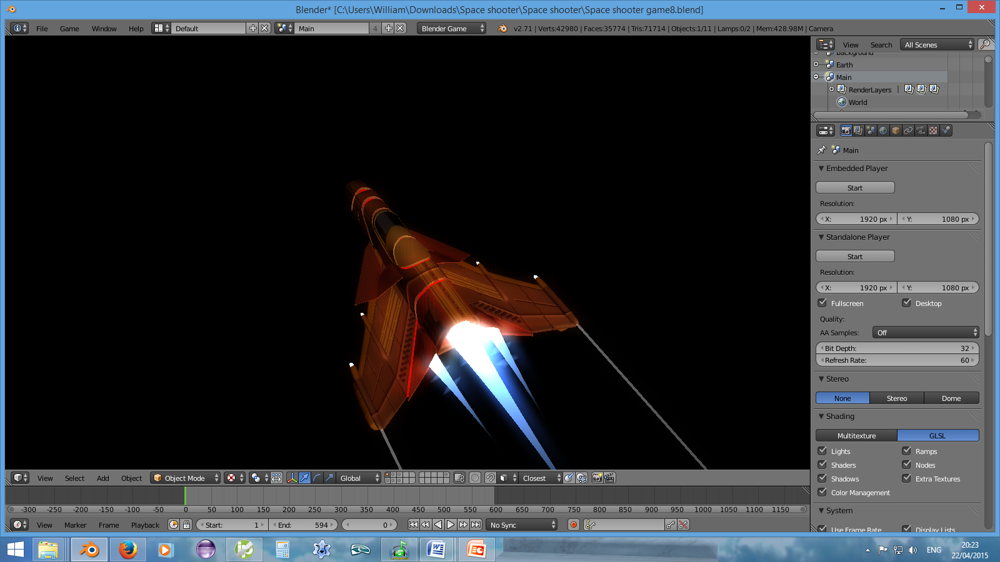 Blender* [C:\Users\William\Downloads\Space shooter\Space shooter\Space shooter game8.blend]
File Game Window Help Default Main 4 Blender Game v2.71 | Verts:42980 | Faces:35774 | Tris:71714 | Objects:1/11 | Lamps:0/2 | Mem:428.98M | Camera
View Search All Scenes
Background
Earth
Main
RenderLayers
World
Main
Embedded Player
Start
Resolution:
X: 1920 px Y: 1080 px
Standalone Player
Start
Resolution:
X: 1920 px Y: 1080 px
Fullscreen Desktop
Quality:
AA Samples: Off
Bit Depth: 32
Refresh Rate: 60
Stereo
None Stereo Dome
Shading
Multitexture GLSL
Lights Ramps
Shaders Nodes
Shadows Extra Textures
Color Management
System
Use Frame Rate Display Lists
View Select Add Object Object Mode Global Closest
-300 -250 -200 -150 -100 -50 0 50 100 150 200 250 300 350 400 450 500 550 600 650 700 750 800 850 900 950 1000 1050 1100 1150
View Marker Frame Playback Start: 1 End: 594 0 No Sync
ENG
20:23
22/04/2015